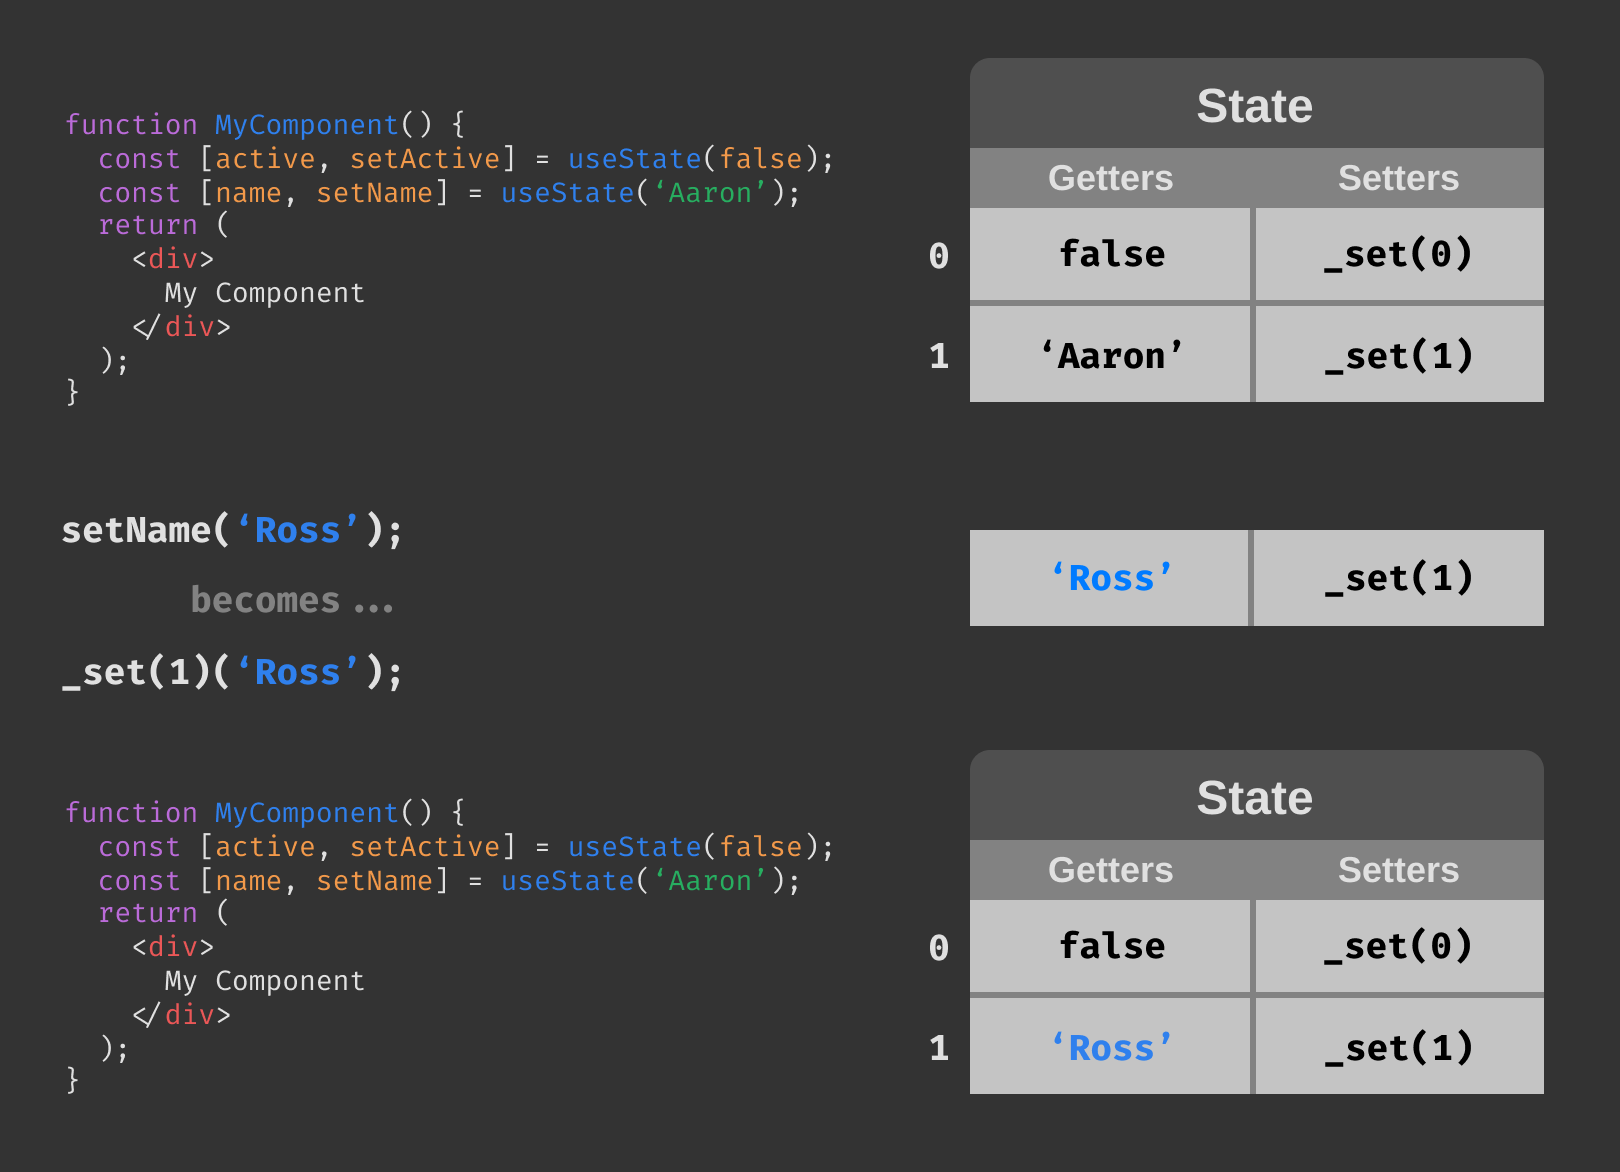 function MyComponent() {
const [active, setActive] = useState(false);
const [name, setName] = useState(‘Aaron’);
return (
<div>
My Component
</div>
);
}
State
Getters Setters
0 false _set(0)
1 ‘Aaron’ _set(1)
setName(‘Ross’);
becomes...
_set(1)(‘Ross’);
‘Ross’ _set(1)
function MyComponent() {
const [active, setActive] = useState(false);
const [name, setName] = useState(‘Aaron’);
return (
<div>
My Component
</div>
);
}
State
Getters Setters
0 false _set(0)
1 ‘Ross’ _set(1)